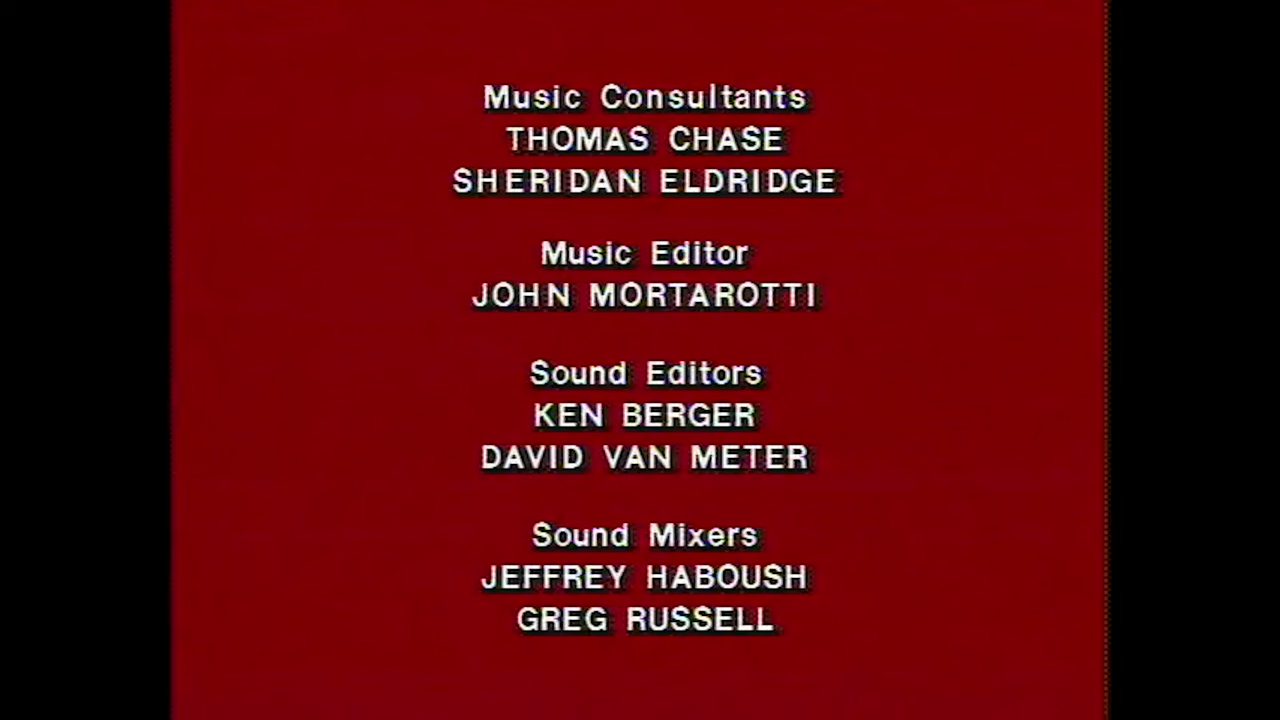 Music Consultants
THOMAS CHASE
SHERIDAN ELDRIDGE
Music Editor
JOHN MORTAROTTI
Sound Editors
KEN BERGER
DAVID VAN METER
Sound Mixers
JEFFREY HABOUSH
GREG RUSSELL